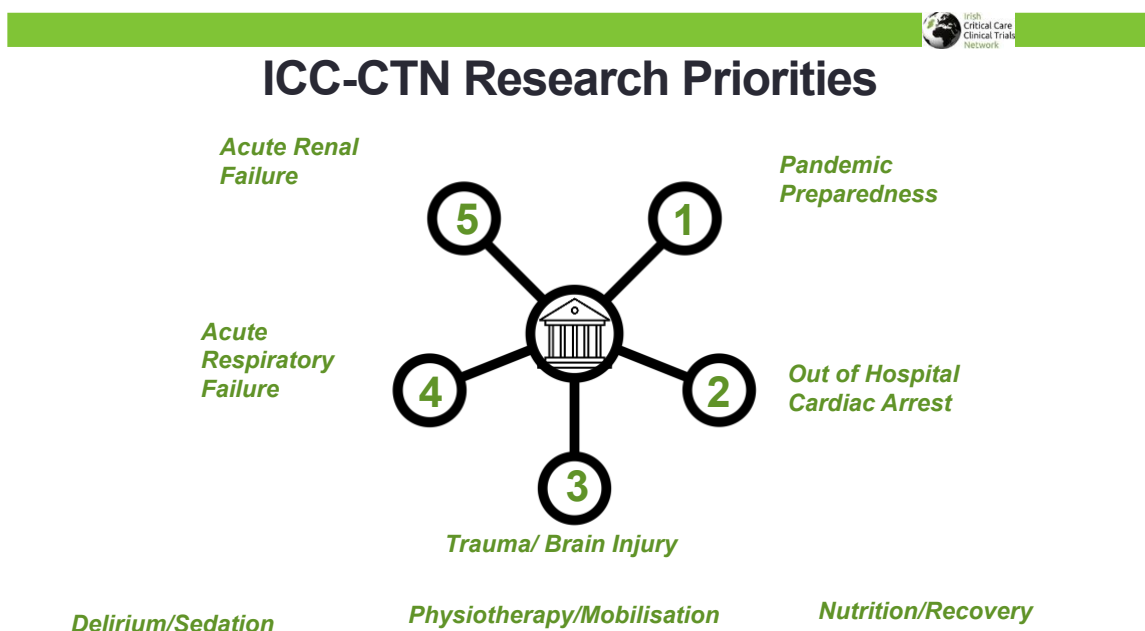 Irish
Critical Care
Clinical Trials
Network
ICC-CTN Research Priorities
Acute Renal
Failure
Pandemic
Preparedness
5
1
Acute
Respiratory
Failure
4
2
Out of Hospital
Cardiac Arrest
3
Trauma/ Brain Injury
Delirium/Sedation
Physiotherapy/Mobilisation
Nutrition/Recovery